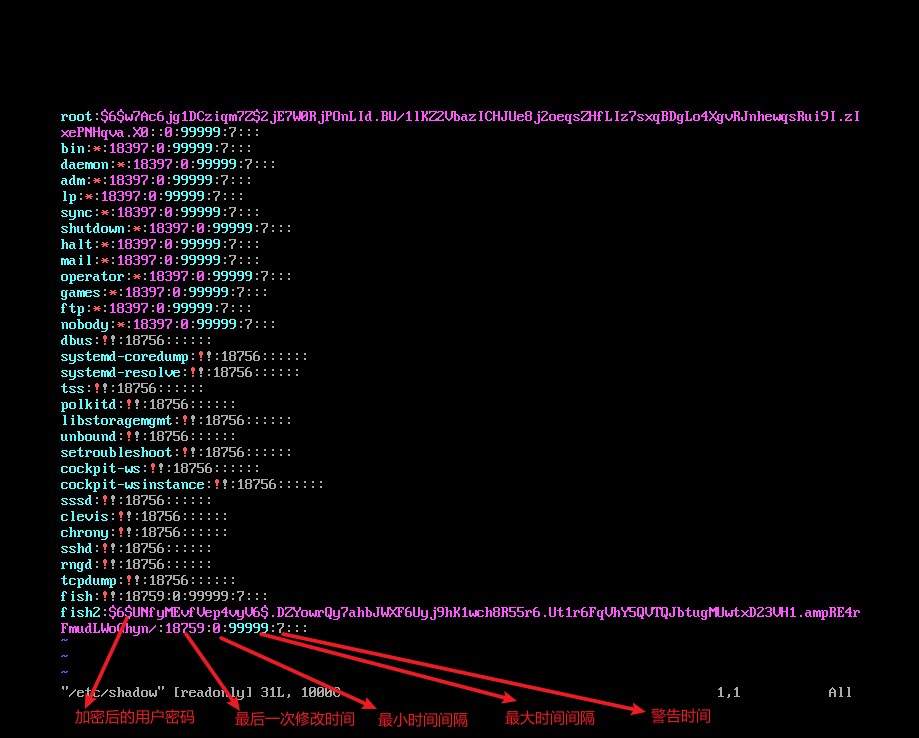 root:$6$w7Ac6jg1DCziqm7Z$2jE7W0RjPOnLId.BU/1lKZ2VbazICHJUe8j2oeqsZHfLIz7sxqBDgLo4XgvRJnhewqsRui9I.zI
xePNHqva.X0::0:99999:7:::
bin:*:18397:0:99999:7:::
daemon:*:18397:0:99999:7:::
adm:*:18397:0:99999:7:::
lp:*:18397:0:99999:7:::
sync:*:18397:0:99999:7:::
shutdown:*:18397:0:99999:7:::
halt:*:18397:0:99999:7:::
mail:*:18397:0:99999:7:::
operator:*:18397:0:99999:7:::
games:*:18397:0:99999:7:::
ftp:*:18397:0:99999:7:::
nobody:*:18397:0:99999:7:::
dbus:!!:18756::::::
systemd-coredump:!!:18756::::::
systemd-resolve:!!:18756::::::
tss:!!:18756::::::
polkitd:!!:18756::::::
libstoragemgmt:!!:18756::::::
unbound:!!:18756::::::
setroubleshoot:!!:18756::::::
cockpit-ws:!!:18756::::::
cockpit-wsinstance:!!:18756::::::
sssd:!!:18756::::::
clevis:!!:18756::::::
chrony:!!:18756::::::
sshd:!!:18756::::::
rngd:!!:18756::::::
tcpdump:!!:18756::::::
fish:!!:18759:0:99999:7:::
fish2:$6$UNfyMEvfVep4vyV6$.DZYowrQy7ahbJWXF6Uyj9hK1wch8R55r6.Ut1r6FqVhY5QVTQJbtugMUwtxD23VH1.ampRE4r
:18759:0:99999:7:::
~
~
~
"/etc/shadow" [readonly] 31L, 1,1 All
加密后的用户密码 最后一次修改时间 最小时间间隔 最大时间间隔 警告时间